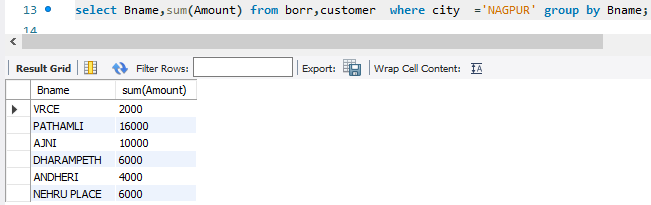 13 select Bname,sum(Amount) from borr,customer where city ='NAGPUR' group by Bname;
14
Result Grid Filter Rows: Export: Wrap Cell Content: IA
Bname sum(Amount)
VRCE 2000
PATHAMLI 16000
AJNI 10000
DHARAMPETH 6000
ANDHERI 4000
NEHRU PLACE 6000